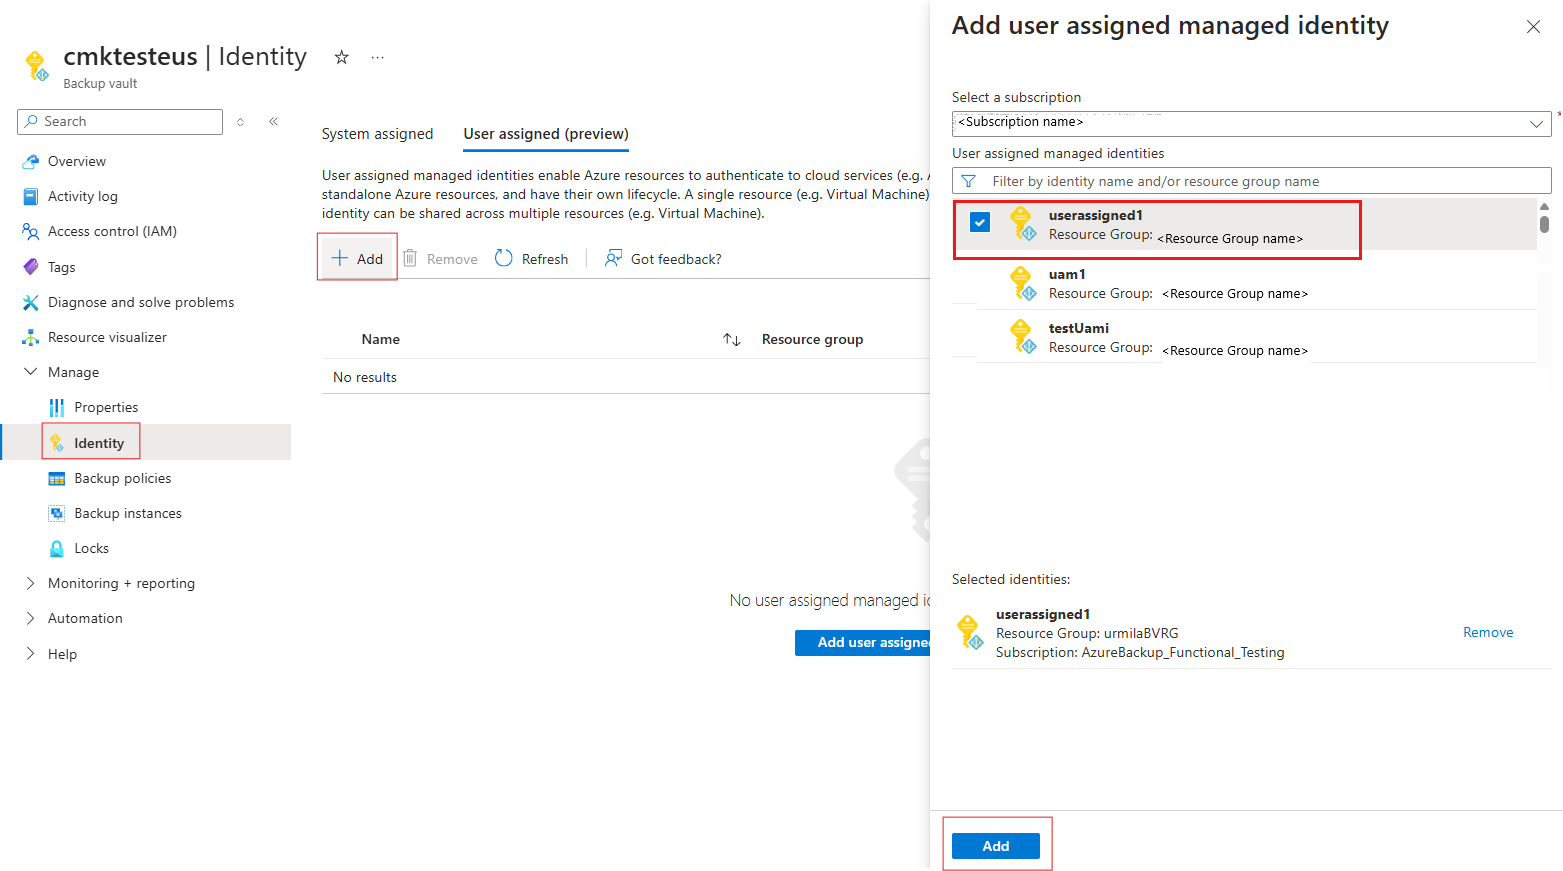 cmktesteus | Identity
Backup vault
Search
Overview
Activity log
Access control (IAM)
Tags
Diagnose and solve problems
Resource visualizer
Manage
Properties
Identity
Backup policies
Backup instances
Locks
Monitoring + reporting
Automation
Help
System assigned
User assigned (preview)
User assigned managed identities enable Azure resources to authenticate to cloud services (e.g.
standalone Azure resources, and have their own lifecycle. A single resource (e.g. Virtual Machine)
identity can be shared across multiple resources (e.g. Virtual Machine).
Add
Remove
Refresh
Got feedback?
Name
Resource group
No results
No user assigned managed
Add user assigned
Add user assigned managed identity
Select a subscription
<Subscription name>
*
User assigned managed identities
Filter by identity name and/or resource group name
userassigned1
Resource Group: <Resource Group name>
uam1
Resource Group: <Resource Group name>
testUami
Resource Group: <Resource Group name>
Selected identities:
userassigned1
Resource Group: urmilaBVRG
Subscription: AzureBackup_Functional_Testing
Remove
Add